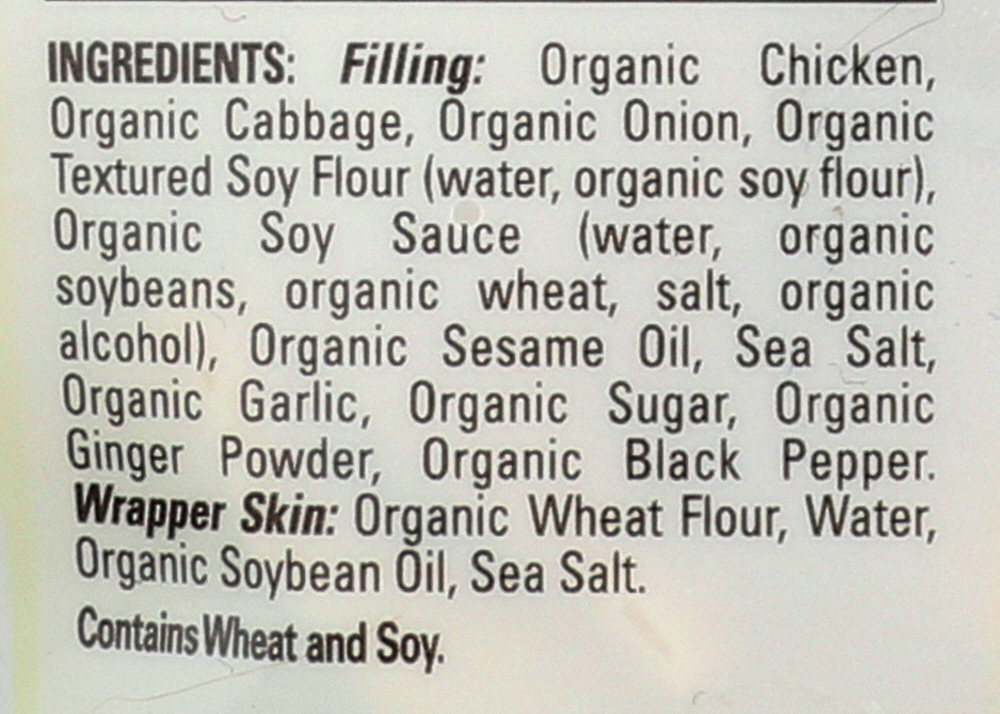 INGREDIENTS: Filling: Organic Chicken,
Organic Cabbage, Organic Onion, Organic
Textured Soy Flour (water, organic soy flour),
Organic Soy Sauce (water, organic
soybeans, organic wheat, salt, organic
alcohol), Organic Sesame Oil, Sea Salt,
Organic Garlic, Organic Sugar, Organic
Ginger Powder, Organic Black Pepper.
Wrapper Skin: Organic Wheat Flour, Water,
Organic Soybean Oil, Sea Salt.
Contains Wheat and Soy.